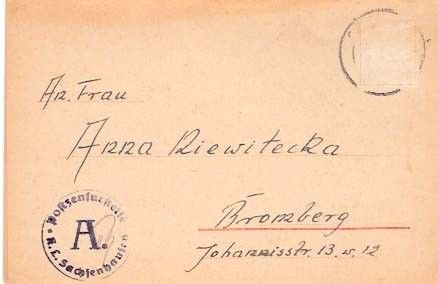 An Frau
Anna Kiewitecka
Bromberg
Johannisstr. 13. w. 12
Postzensurstelle
A.
K.L. Sachsenhausen